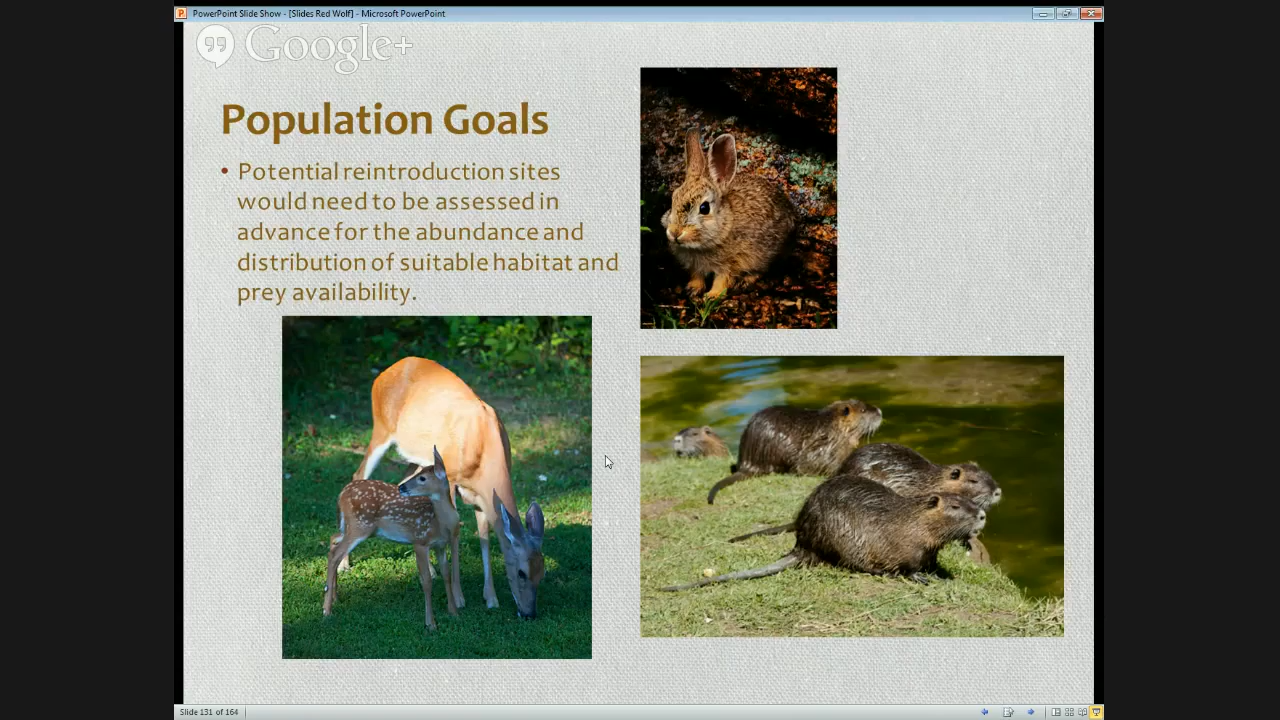 PowerPoint Slide Show - [Slides Red Wolf] - Microsoft PowerPoint
Google+
Population Goals
• Potential reintroduction sites
would need to be assessed in
advance for the abundance and
distribution of suitable habitat and
prey availability.
Slide 131 of 164